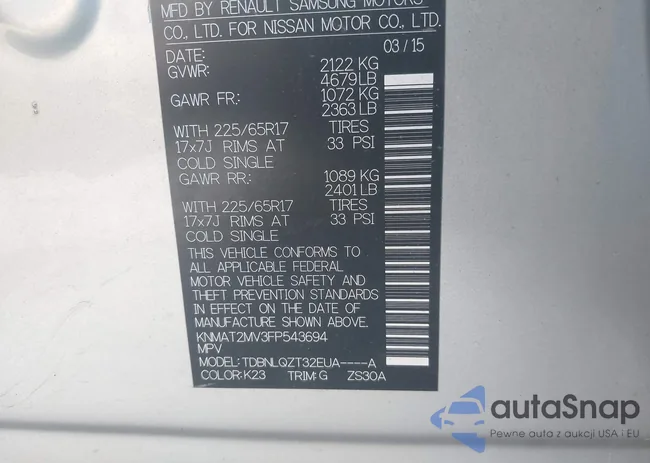 MFD BY RENAULT SAMSUNG MOTORS
CO., LTD. FOR NISSAN MOTOR CO., LTD.
DATE: 03/15
GVWR: 2122 KG
4679LB
GAWR FR: 1072 KG
2363 LB
WITH 225/65R17 TIRES
17x7J RIMS AT 33 PSI
COLD SINGLE
GAWR RR: 1089 KG
2401 LB
WITH 225/65R17 TIRES
17x7J RIMS AT 33 PSI
COLD SINGLE
THIS VEHICLE CONFORMS TO
ALL APPLICABLE FEDERAL
MOTOR VEHICLE SAFETY AND
THEFT PREVENTION STANDARDS
IN EFFECT ON THE DATE OF
MANUFACTURE SHOWN ABOVE.
KNMAT2MV3FP543694
MPV
MODEL: TDBNLQZT32EUA----A
COLOR: K23 TRIM: G ZS30A
autaSnap
Pewne auta z aukcji USA i EU